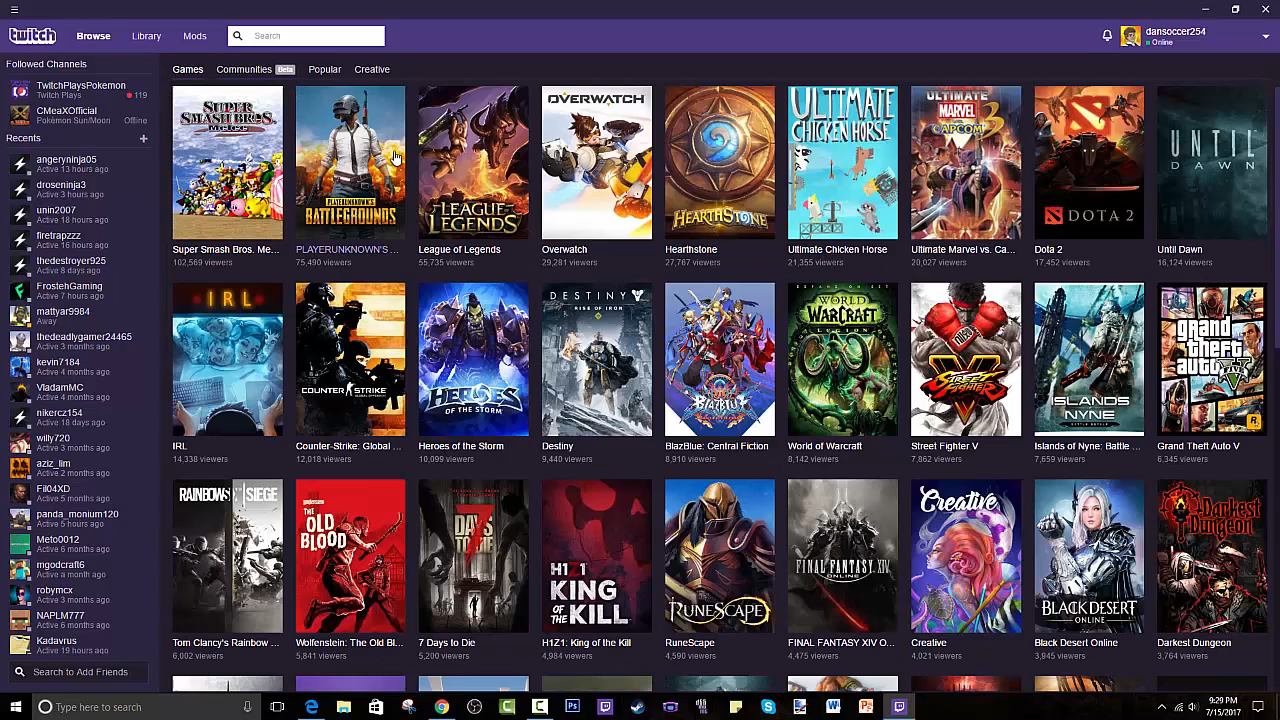 twitch
Browse
Library
Mods
Search
dansoccer254
Online
Followed Channels
TwitchPlaysPokemon
Twitch Plays
119
CMeaXOfficial
Pokémon Sun/Moon
Offline
Recents
angeryninja05
Active 13 hours ago
droseninja3
Active 3 hours ago
unin2007
Active 18 hours ago
firetrapzzz
Active 16 hours ago
thedestroyer925
Active 8 days ago
FrostehGaming
Active 7 hours ago
mattyar9984
Away
thedeadlygamer24465
Active 3 months ago
kevin7184
Active 4 months ago
VladamMC
Active 4 months ago
nikercz154
Active 18 days ago
willy720
Active 3 months ago
aziz_lim
Active 2 months ago
Fil04XD
Active 5 months ago
panda_monium120
Active 5 hours ago
Meto0012
Active 6 months ago
mgodcraft6
Active a month ago
robymcx
Active 3 months ago
NAPLM777
Active 6 months ago
Kadavrus
Active 19 hours ago
Search to Add Friends
Games
Communities
Beta
Popular
Creative
SUPER
SMASH BROS.
MELEE
PLAYERUNKNOWN'S
BATTLEGROUNDS
LEAGUE
OF
LEGENDS
OVERWATCH
HEARTHSTONE
ULTIMATE
CHICKEN HORSE
ULTIMATE
MARVEL
VS.
CAPCOM
3
DOTA 2
UNTIL
DAWN
Super Smash Bros. Me...
PLAYERUNKNOWN'S ...
League of Legends
Overwatch
Hearthstone
Ultimate Chicken Horse
Ultimate Marvel vs. Ca...
Dota 2
Until Dawn
102,569 viewers
75,490 viewers
55,735 viewers
29,281 viewers
27,767 viewers
21,355 viewers
20,027 viewers
17,452 viewers
16,124 viewers
IRL
COUNTER STRIKE
GLOBAL OFFENSIVE
HEROES
OF THE STORM
DESTINY
RISE OF IRON
BLAZBLUE
EXPANSION SET
WORLD
OF
WARCRAFT
LEGION
STREET
FIGHTER
V
ISLANDS
OF
NYNE
BATTLE ROYALE
grand
theft
auto
V
FIVE
R
IRL
Counter-Strike: Global ...
Heroes of the Storm
Destiny
BlazBlue: Central Fiction
World of Warcraft
Street Fighter V
Islands of Nyne: Battle ...
Grand Theft Auto V
14,338 viewers
12,018 viewers
10,099 viewers
9,440 viewers
8,910 viewers
8,142 viewers
7,862 viewers
7,659 viewers
6,345 viewers
RAINBOW SIX SIEGE
Wolfenstein
THE
OLD
BLOOD
7
DAYS
TO DIE
H1Z1
KING
OF THE
KILL
RUNESCAPE
FINAL FANTASY XIV
ONLINE
Creative
BLACK DESERT
ONLINE
Darkest
Dungeon
Tom Clancy's Rainbow ...
Wolfenstein: The Old Bl...
7 Days to Die
H1Z1: King of the Kill
RuneScape
FINAL FANTASY XIV O...
Creative
Black Desert Online
Darkest Dungeon
6,002 viewers
5,841 viewers
5,200 viewers
4,984 viewers
4,590 viewers
4,475 viewers
4,021 viewers
3,945 viewers
3,764 viewers
Type here to search
9:29 PM
7/15/2017